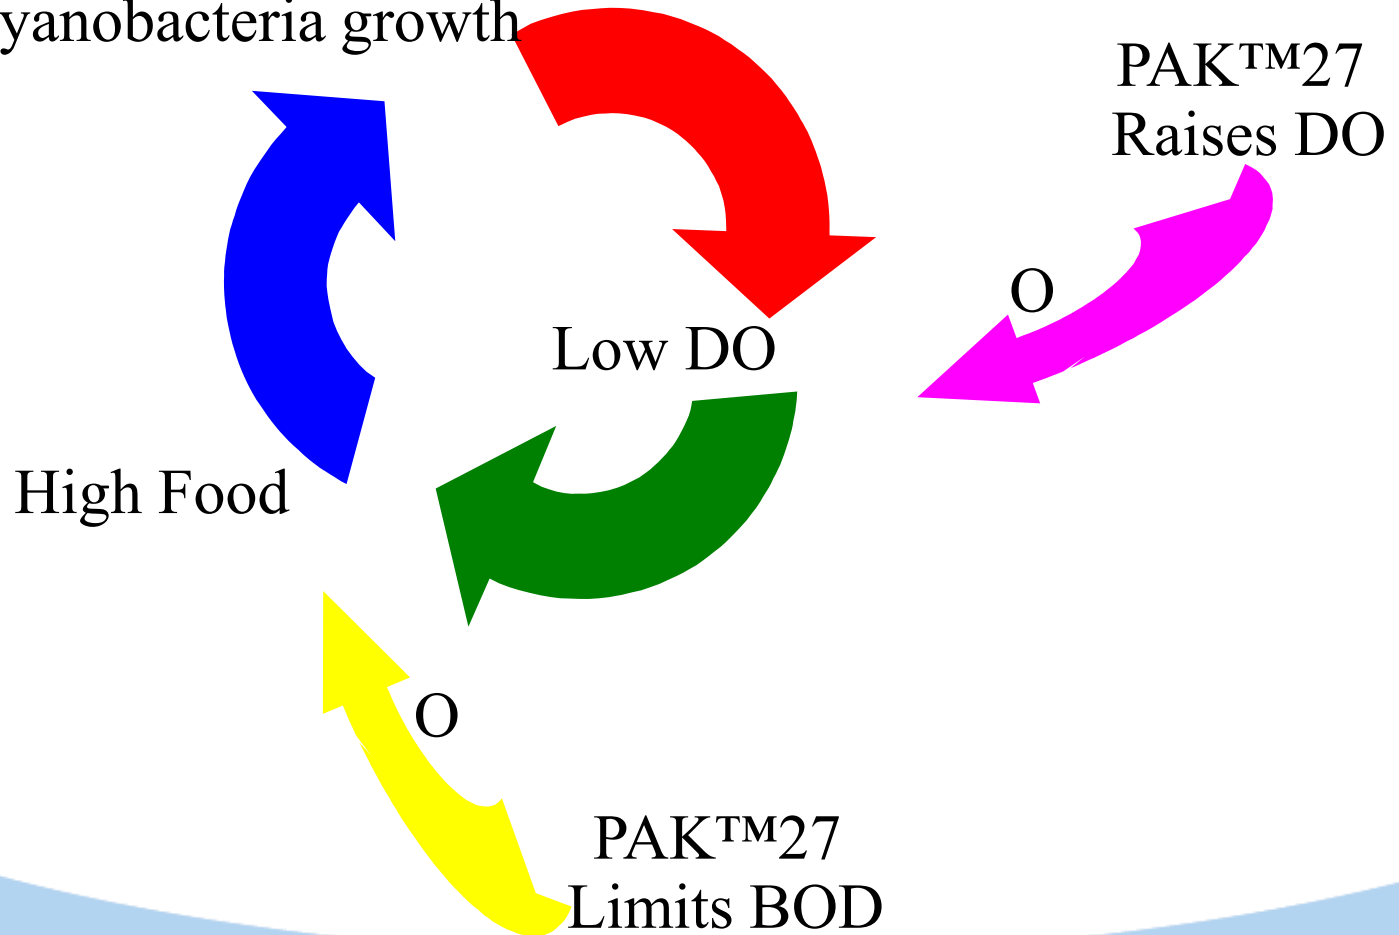 yanobacteria growth
PAK™27
Raises DO
O
Low DO
High Food
O
PAK™27
Limits BOD